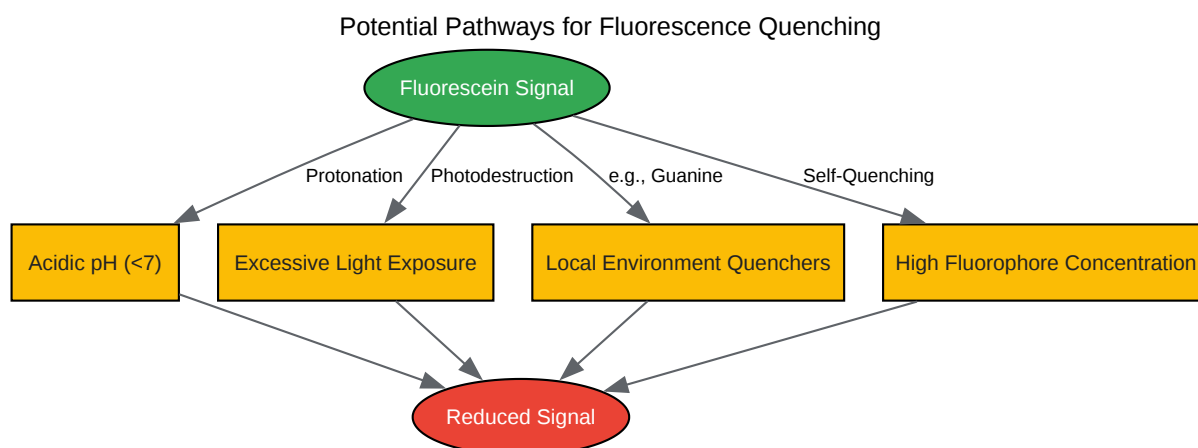 Potential Pathways for Fluorescence Quenching
Fluorescein Signal
Protonation
Photodestruction
e.g., Guanine
Self-Quenching
Acidic pH (<7)
Excessive Light Exposure
Local Environment Quenchers
High Fluorophore Concentration
Reduced Signal